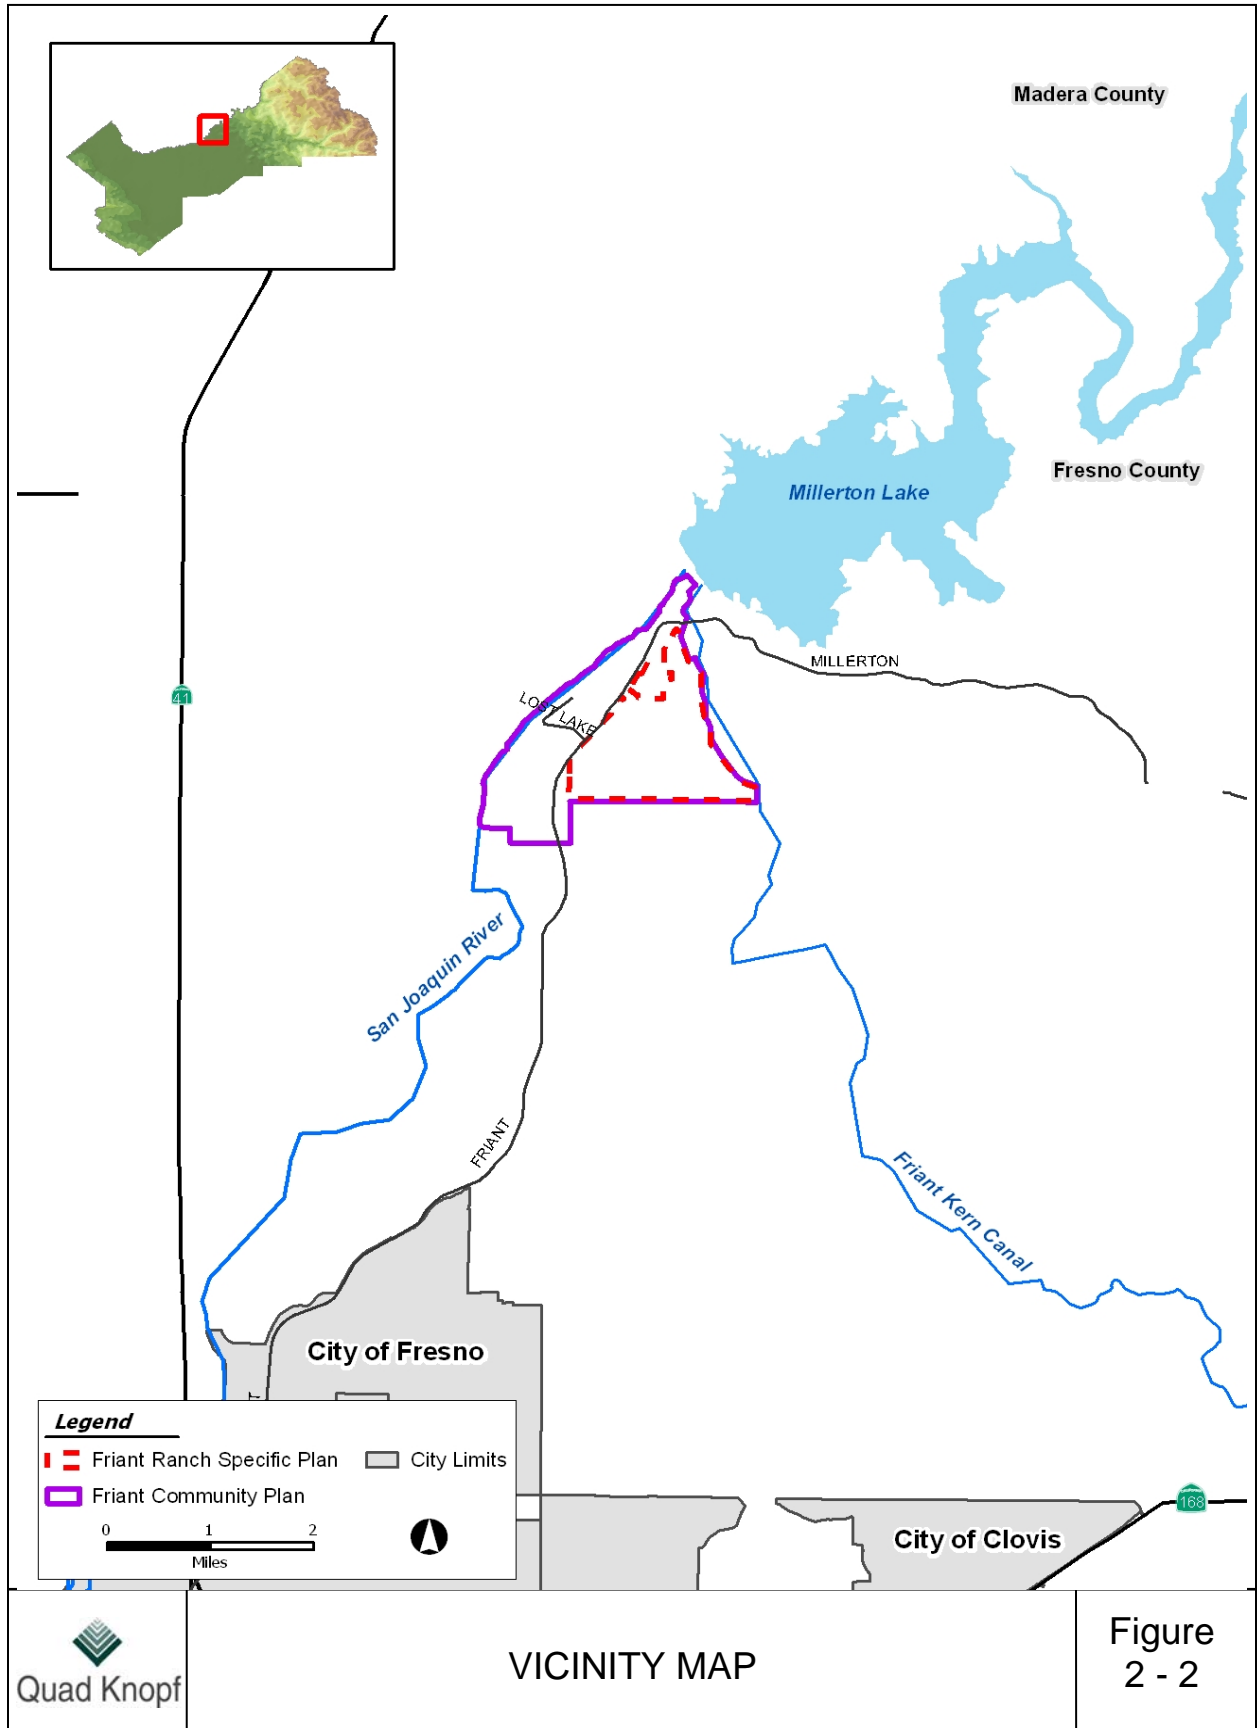 Madera County
Fresno County
Millerton Lake
MILLERTON
LOST LAKE
41
San Joaquin River
FRIANT
Friant Kern Canal
City of Fresno
Legend
Friant Ranch Specific Plan
City Limits
Friant Community Plan
0 1 2
Miles
168
City of Clovis
Quad Knopf
VICINITY MAP
Figure
2 - 2